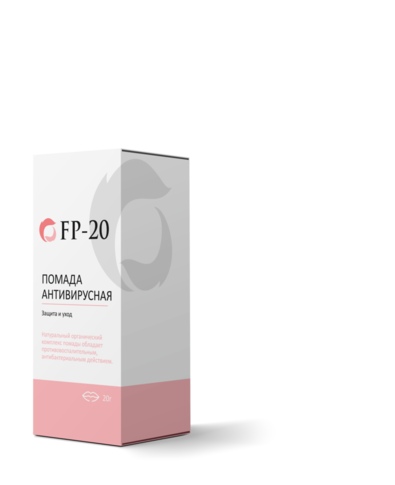 FP-20
ПОМАДА
АНТИВИРУСНАЯ
Защита и уход
Натуральный органический
комплекс помады обладает
противовоспалительным,
антибактериальным действием
20г